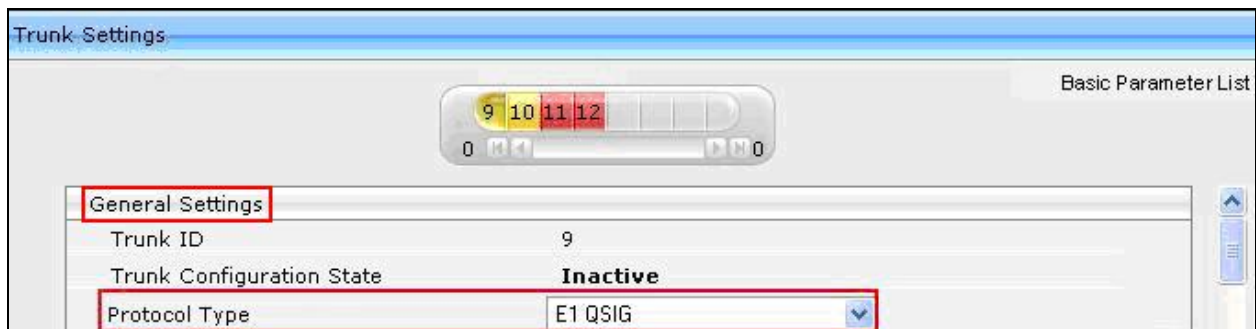 Trunk Settings
Basic Parameter List
9 10 11 12
0 0
General Settings
Trunk ID 9
Trunk Configuration State Inactive
Protocol Type E1 QSIG